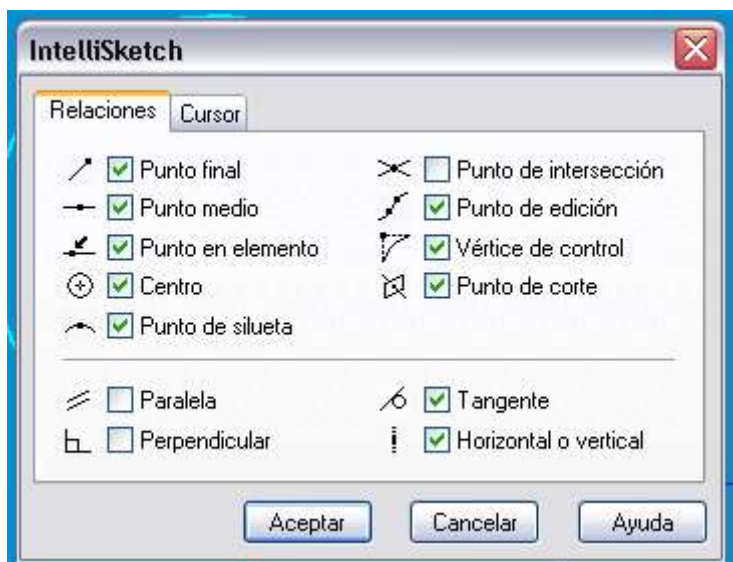 IntelliSketch
Relaciones Cursor
Punto final
Punto medio
Punto en elemento
Centro
Punto de silueta
Punto de intersección
Punto de edición
Vértice de control
Punto de corte
Paralela
Perpendicular
Tangente
Horizontal o vertical
Aceptar Cancelar Ayuda